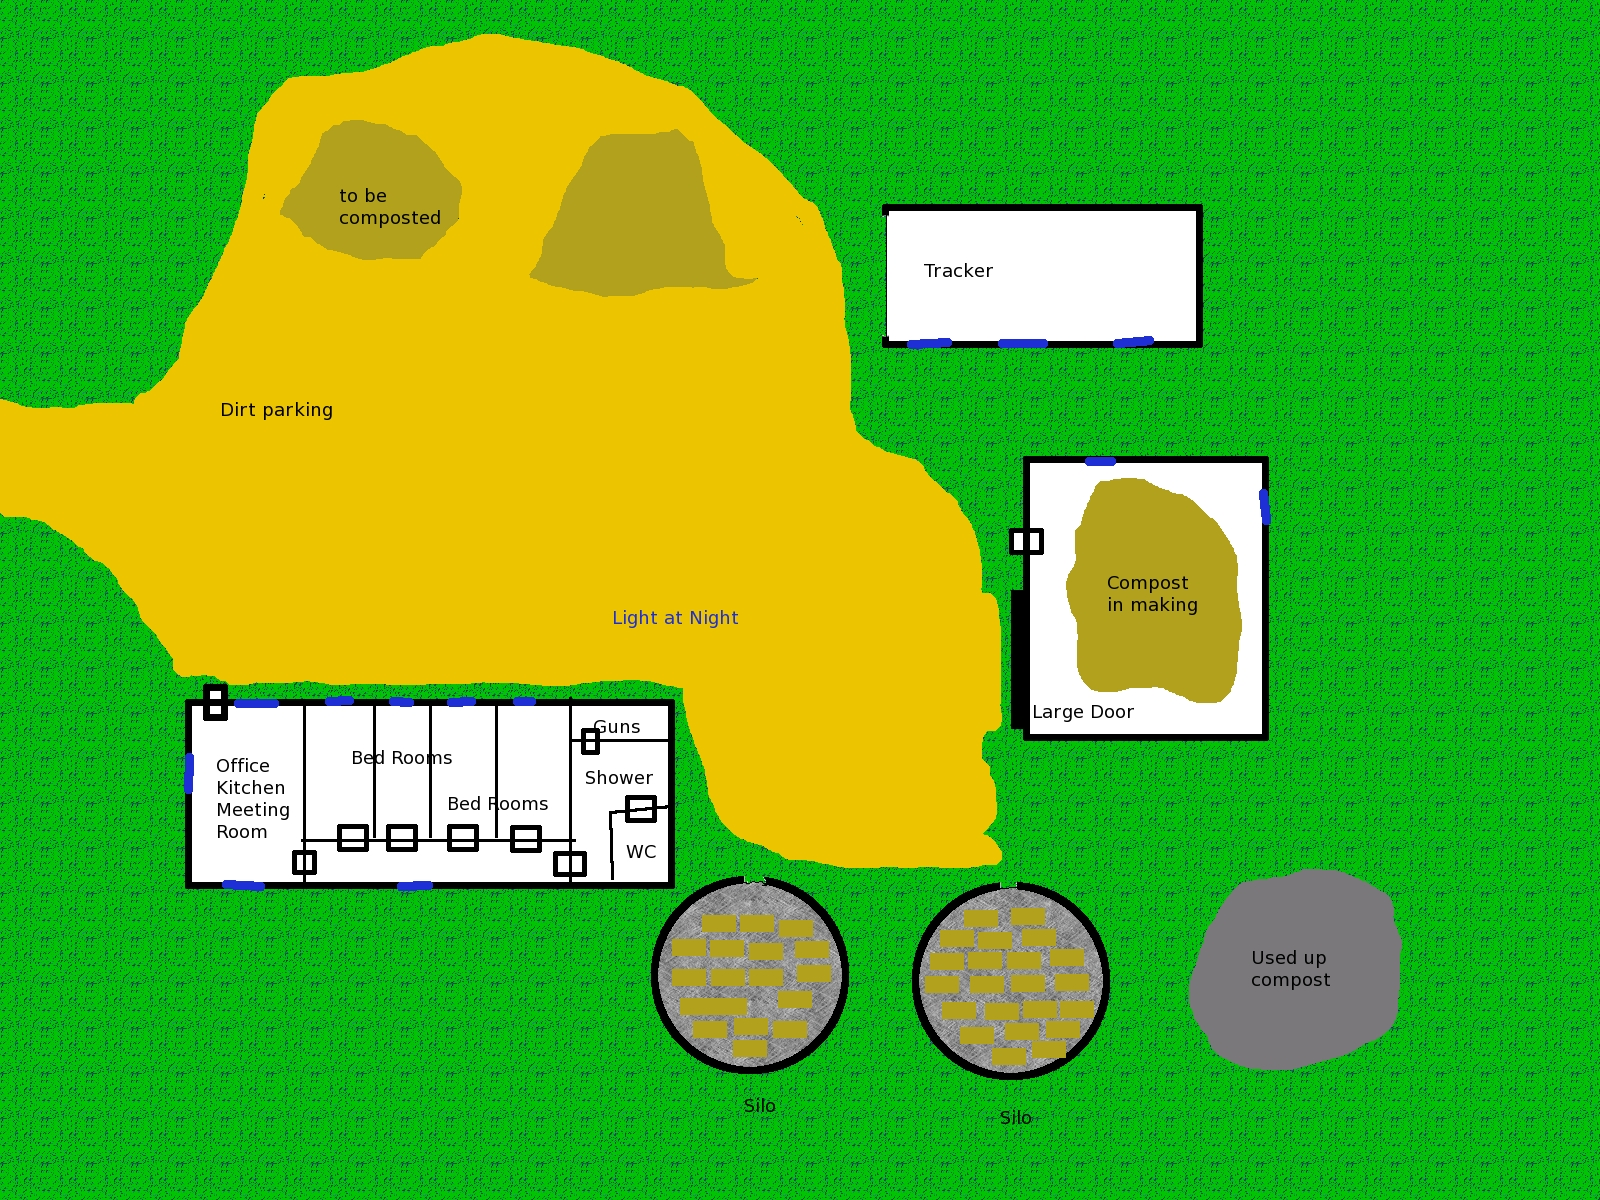 to be
composted
Tracker
Dirt parking
Compost
in making
Light at Night
Large Door
Guns
Bed Rooms
Office
Kitchen
Meeting
Room
Shower
Bed Rooms
WC
Used up
compost
Silo
Silo